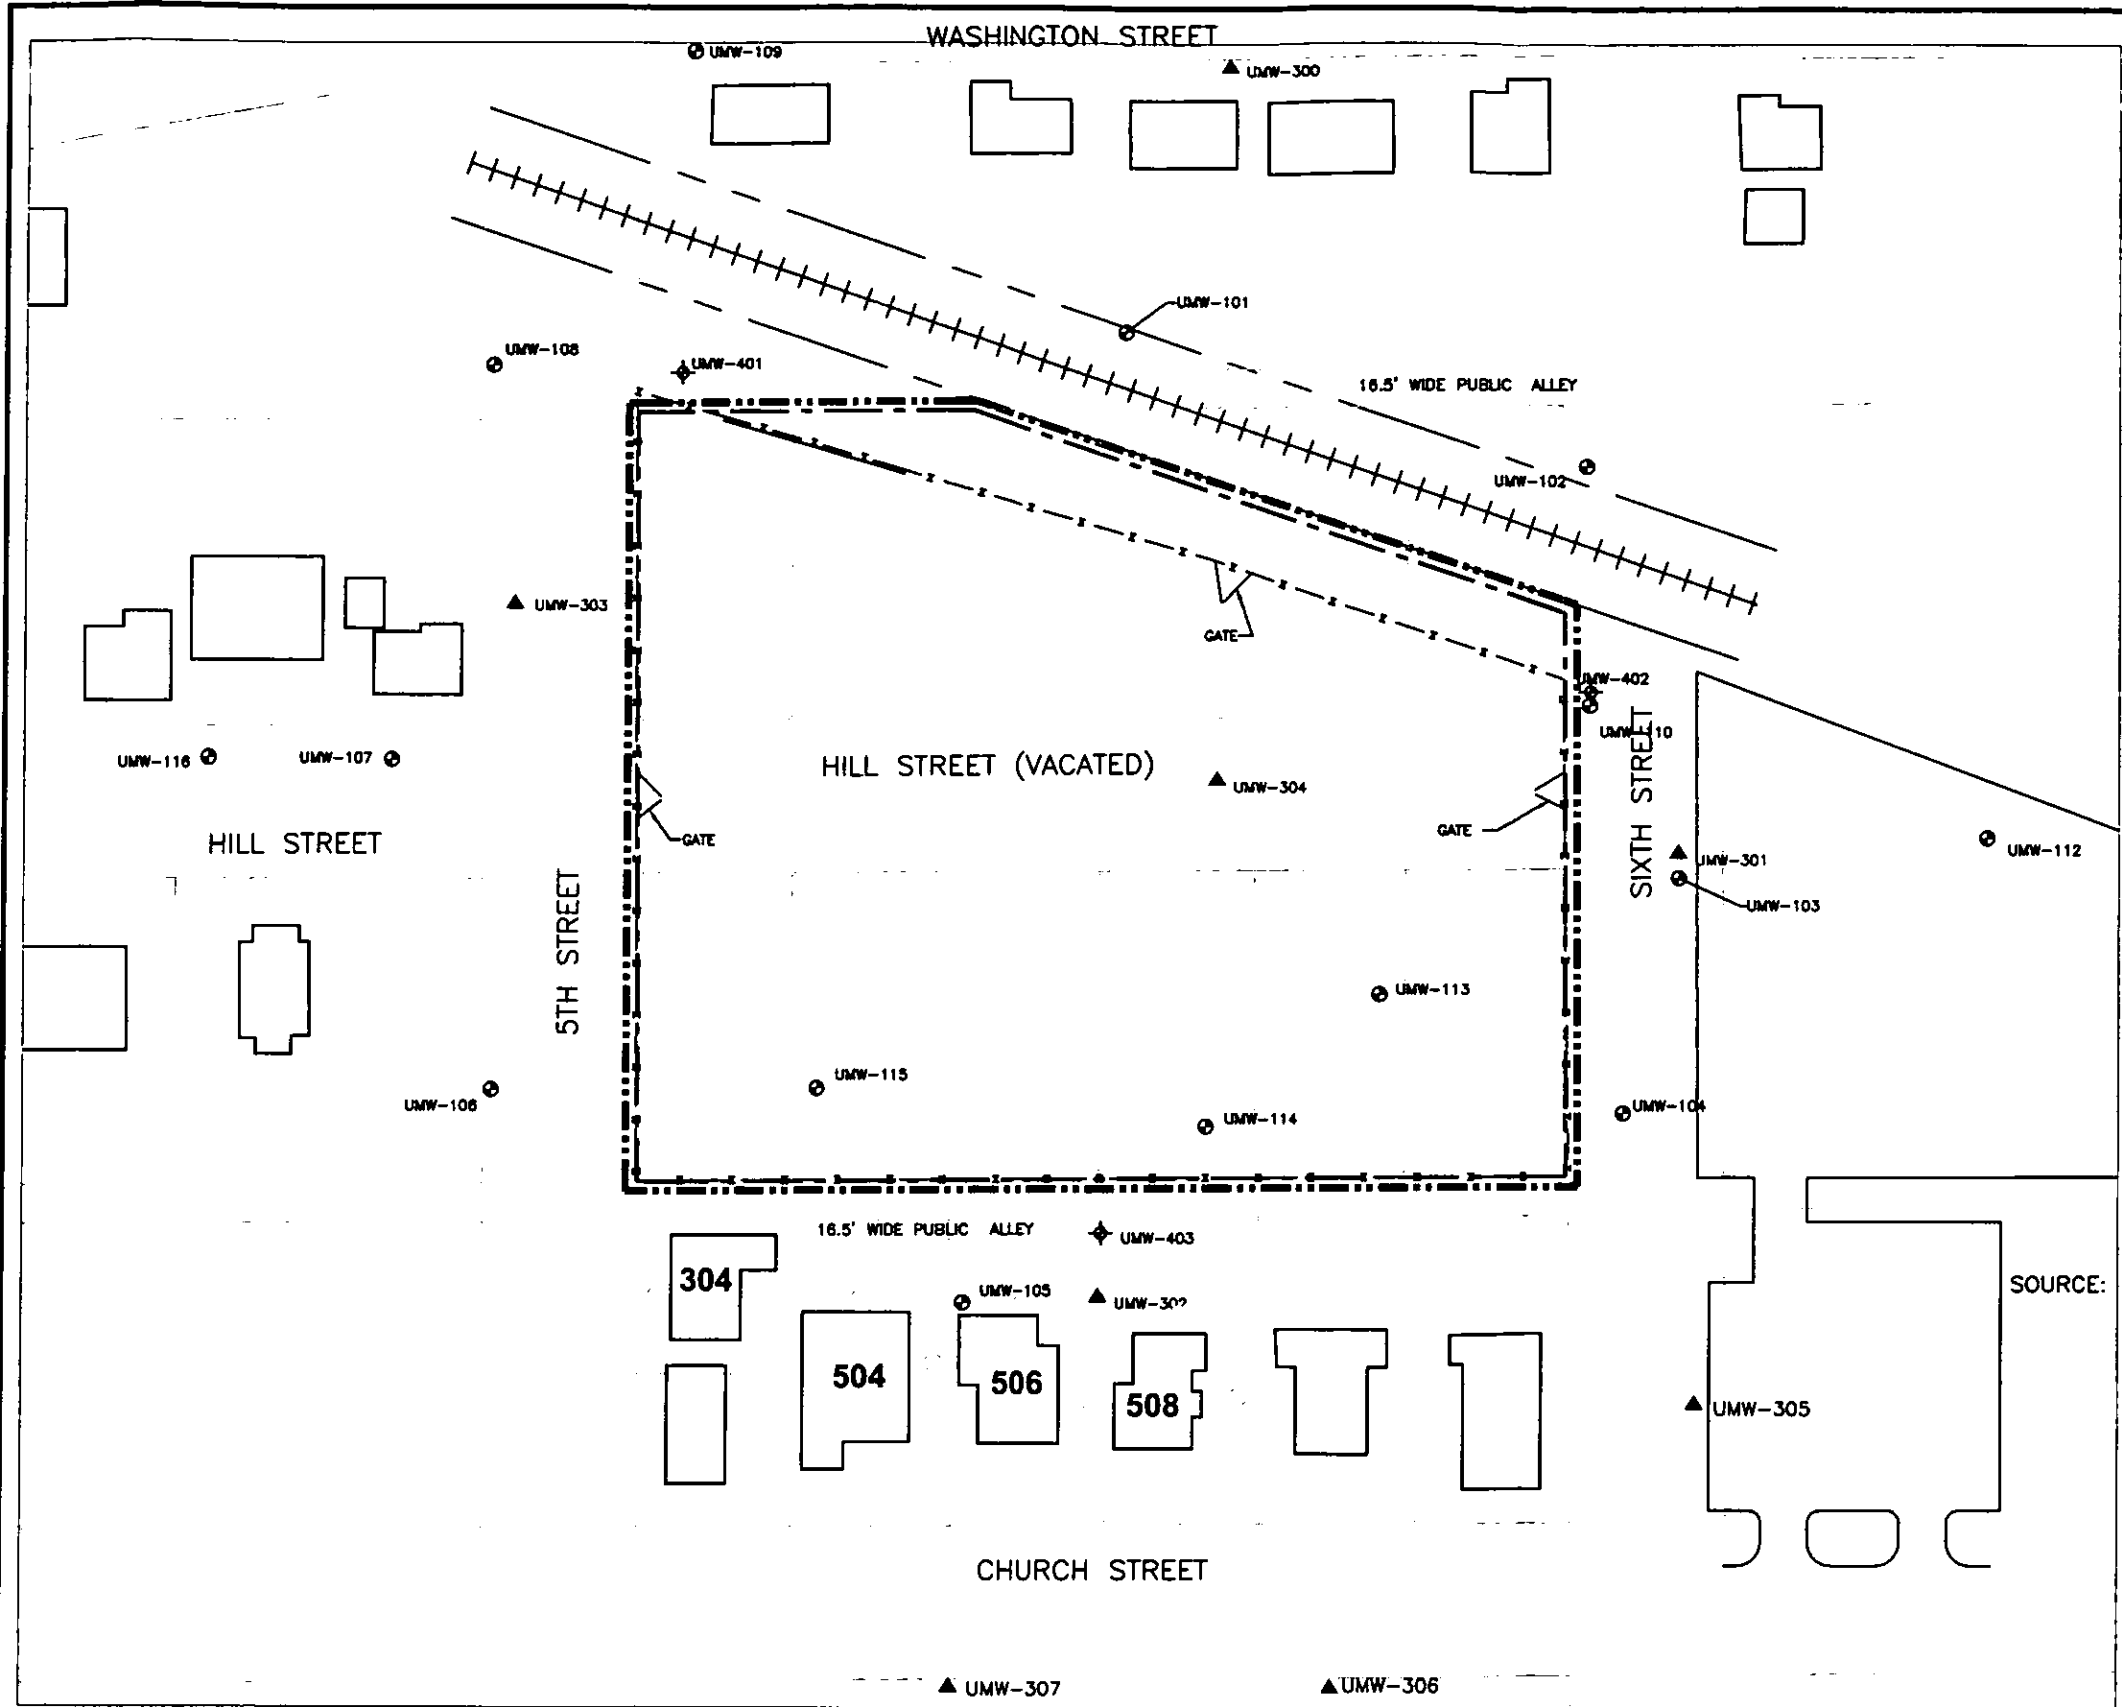 WASHINGTON STREET
UMW-109
UMW-300
UMW-101
UMW-108
UMW-401
16.5' WIDE PUBLIC ALLEY
UMW-102
UMW-303
GATE
UMW-402
UMW-110
UMW-116
UMW-107
HILL STREET (VACATED)
UMW-304
SIXTH STREET
HILL STREET
GATE
GATE
UMW-301
UMW-112
UMW-103
5TH STREET
UMW-113
UMW-106
UMW-115
UMW-114
UMW-104
16.5' WIDE PUBLIC ALLEY
UMW-403
304
UMW-105
UMW-302
SOURCE:
504
506
508
UMW-305
CHURCH STREET
UMW-307
UMW-306